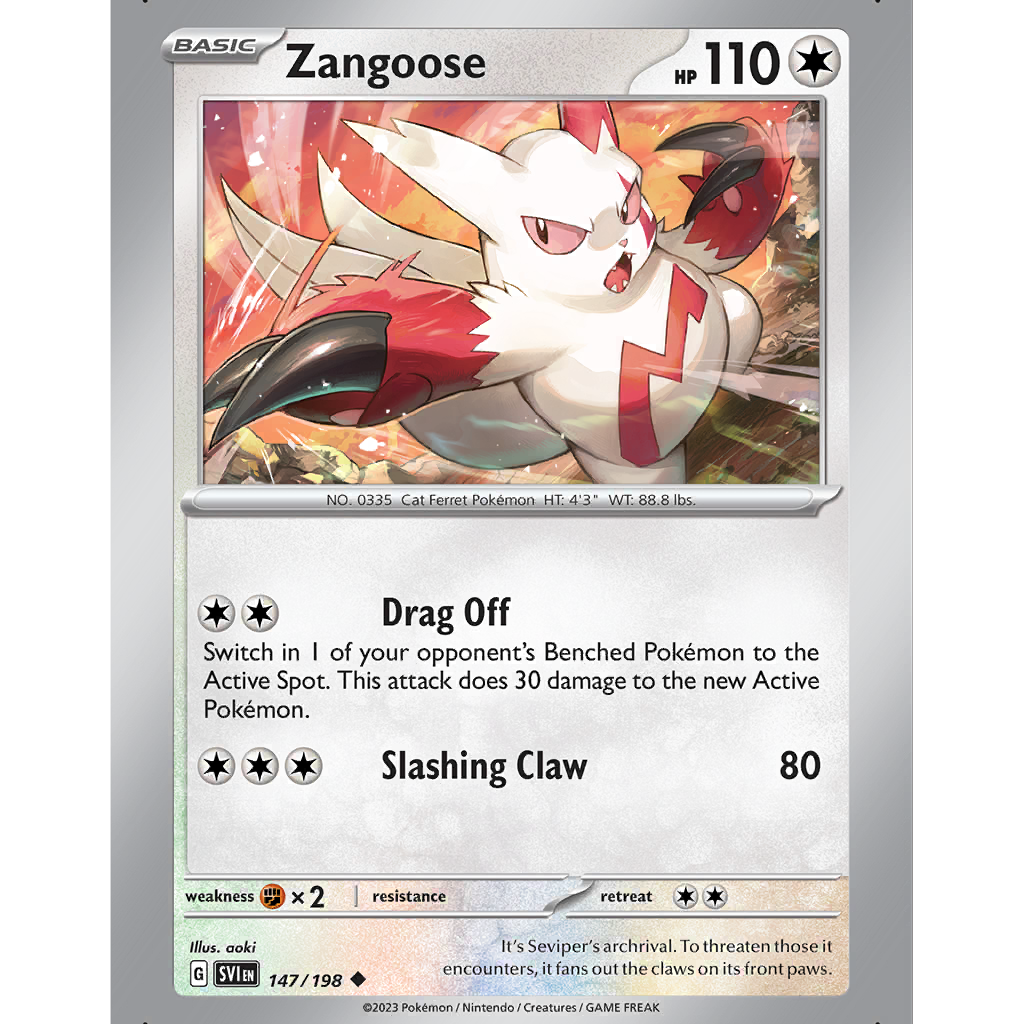 BASIC
Zangoose
HP 110
NO. 0335 Cat Ferret Pokémon HT: 4'3" WT: 88.8 lbs.
Drag Off
Switch in 1 of your opponent's Benched Pokémon to the
Active Spot. This attack does 30 damage to the new Active
Pokémon.
Slashing Claw 80
weakness ×2 resistance retreat
Illus. aoki
It's Seviper's archrival. To threaten those it
encounters, it fans out the claws on its front paws.
G SVI EN 147/198
©2023 Pokémon / Nintendo / Creatures / GAME FREAK